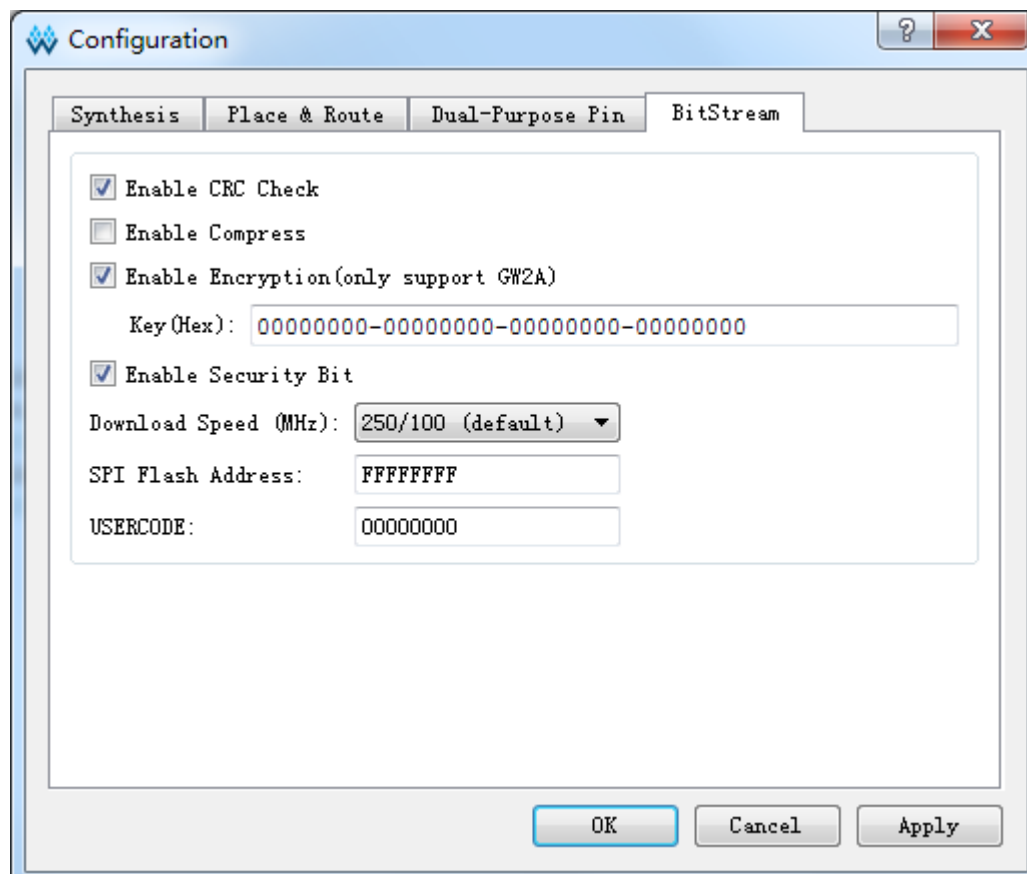 Configuration
Synthesis Place & Route Dual-Purpose Pin BitStream
Enable CRC Check
Enable Compress
Enable Encryption(only support GW2A)
Key(Hex): 00000000-00000000-00000000-00000000
Enable Security Bit
Download Speed (MHz): 250/100 (default)
SPI Flash Address: FFFFFFFF
USERCODE: 00000000
OK Cancel Apply